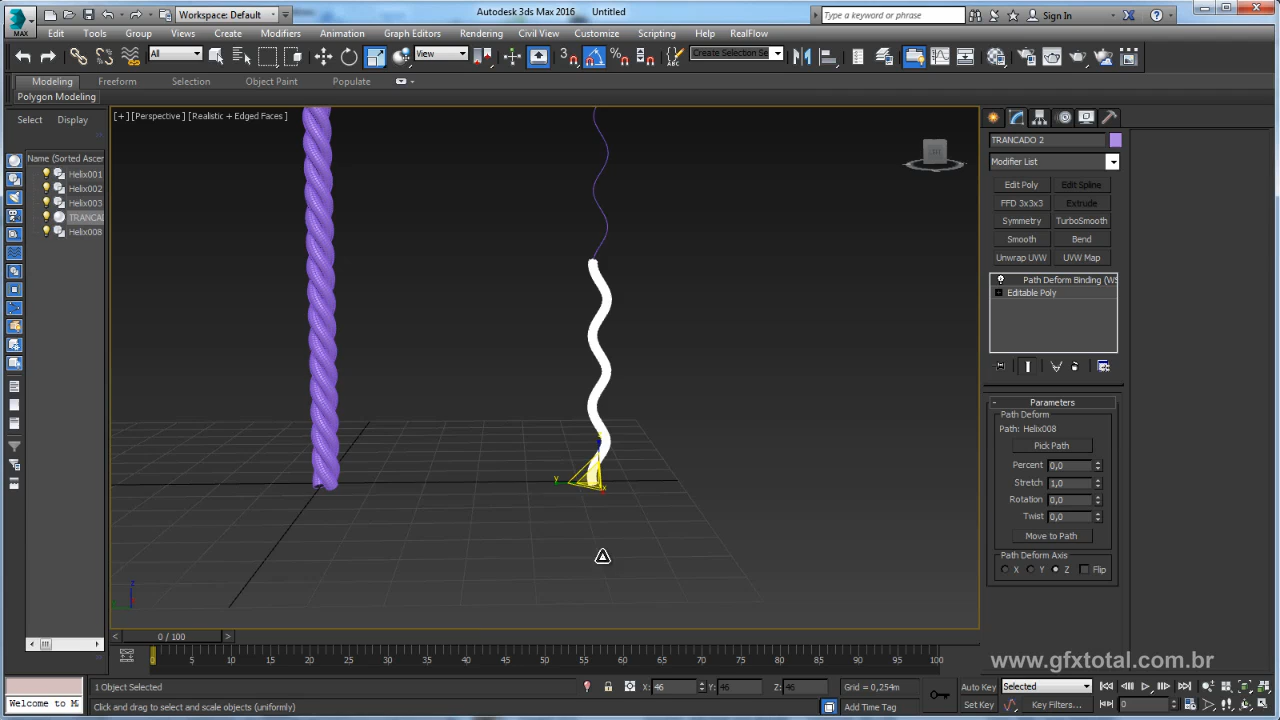 Workspace: Default
Autodesk 3ds Max 2016 Untitled
Type a keyword or phrase
Sign In
MAX
Edit Tools Group Views Create Modifiers Animation Graph Editors Rendering Civil View Customize Scripting Help RealFlow
All
View
Create Selection Se
Modeling Freeform Selection Object Paint Populate
Polygon Modeling
Select Display
[+] [Perspective ] [Realistic + Edged Faces ]
Name (Sorted Ascen
Helix001
Helix002
Helix003
TRANCAD
Helix008
TRANCADO 2
Modifier List
Edit Poly Edit Spline
FFD 3x3x3 Extrude
Symmetry TurboSmooth
Smooth Bend
Unwrap UVW UVW Map
Path Deform Binding (WS
Editable Poly
Parameters
Path Deform
Path: Helix008
Pick Path
Percent 0,0
Stretch 1,0
Rotation 0,0
Twist 0,0
Move to Path
Path Deform Axis
X Y Z Flip
y
x
z
0 / 100
0 5 10 15 20 25 30 35 40 45 50 55 60 65 70 75 80 85 90 95 100
www.gfxtotal.com.br
1 Object Selected
X: 46 Y: 46 Z: 46
Grid = 0,254m
Auto Key Selected
Welcome to M
Click and drag to select and scale objects (uniformly)
Add Time Tag
Set Key Key Filters...
0